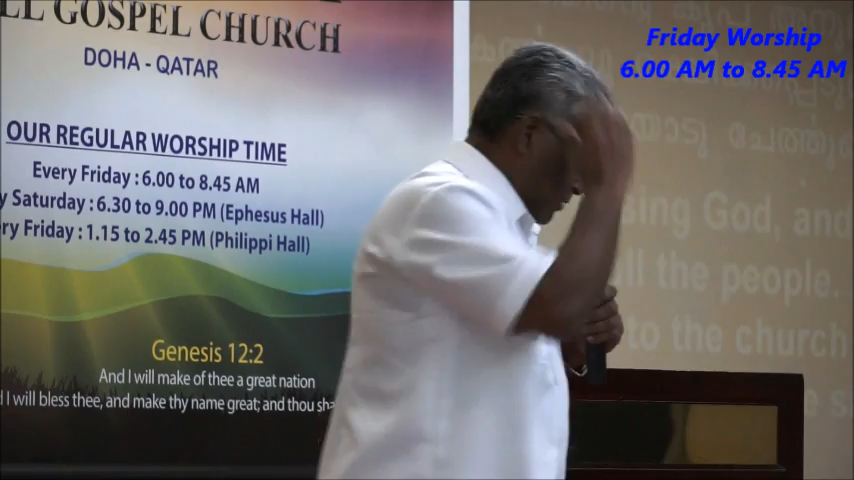 LL GOSPEL CHURCH
DOHA - QATAR
OUR REGULAR WORSHIP TIME
Every Friday : 6.00 to 8.45 AM
Saturday : 6.30 to 9.00 PM (Ephesus Hall)
Friday : 1.15 to 2.45 PM (Philippi Hall)
Genesis 12:2
And I will make of thee a great nation
I will bless thee, and make thy name great; and thou
Friday Worship
6.00 AM to 8.45 AM
God, and
the people.
to the church